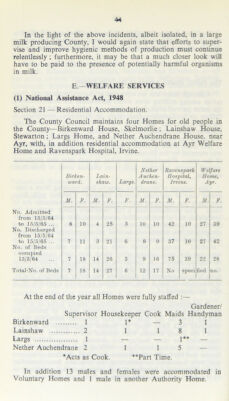 44
In the light of the above incidents, albeit isolated, in a large
milk producing County, I would again state that efforts to super-
vise and improve hygienic methods of production must continue
relentlessly; furthermore, it may be that a much closer look will
have to be paid to the presence of potentially harmful organisms
in milk.
E.—WELFARE SERVICES
(1) National Assistance Act, 1948
Section 21—Residential Accommodation.
The County Council maintains four Homes for old people in
the County—Birkenward House, Skelmorlie; Lainshaw House,
Stewarton; Largs Home, and Nether Auchendrane House, near
Ayr, with, in addition residential accommodation at Ayr Welfare
Home and Ravenspark Hospital, Irvine.
Birken- ward. Lain- shaw. Largs. Nether Auchen- drane. Ravenspark Hospital, Irvine. Welfare Home, Ayr.
M. F. M. F. F. M. F. M. F. M. F.
No. Admitted
from 15/5/64
to 15/5/65 ... 6 10 4 25 3 10 10 42 10 27 39
No. Discharged
from 15/5/64
to 15/5/65 ... 7 11 3 21 6 9 37 10 27 42
No. of Beds
occupied
15/5/64 ... 7 18 14 26 5 9 16 75 39 22 28
Total-No. of Beds 7 18 14 27 6 12 17 No specified no.
At the end of year all Homes were fully staffed :—
Gardener/
Supervisor Housekeeper Cook Maids Handyman
Birkenward ......... 1 1* — 3 1
Lainshaw ............ 2 1 1 8 1
Largs ................. 1 — — 1** —
Nether Auchendrane 2 1 1 5 —
*Acts as Cook. **Part Time.
In addition 13 males and females were accommodated in
Voluntary Homes and 1 male in another Authority Home.